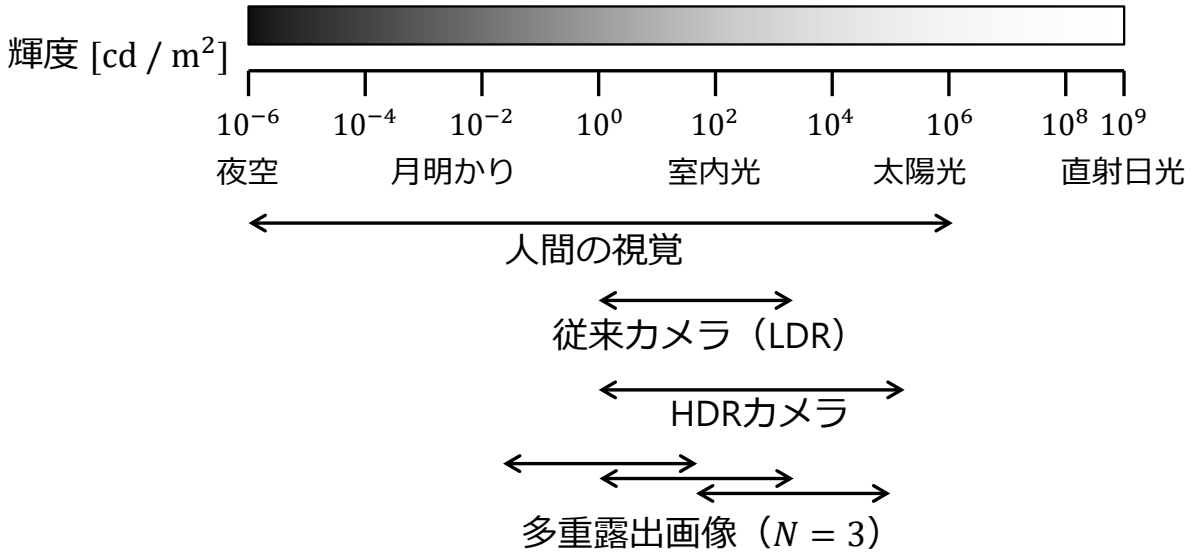 輝度 [cd / m²]
10⁻⁶ 10⁻⁴ 10⁻² 10⁰ 10² 10⁴ 10⁶ 10⁸ 10⁹
夜空 月明かり 室内光 太陽光 直射日光
人間の視覚
従来カメラ（LDR）
HDRカメラ
多重露出画像（N = 3）